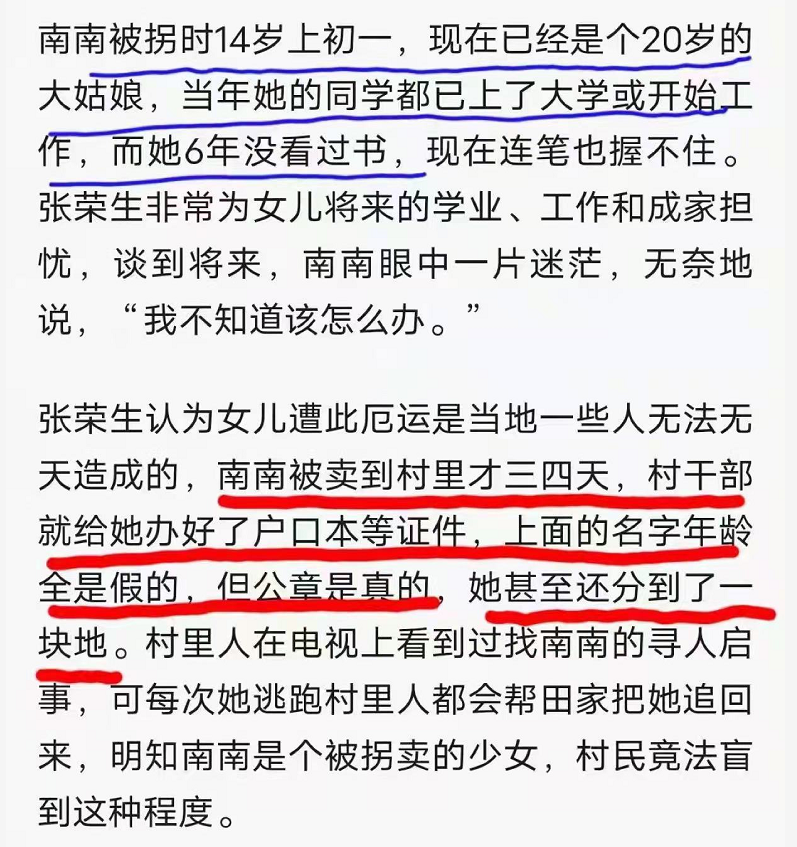 南南被拐时14岁上初一，现在已经是个20岁的
大姑娘，当年她的同学都已上了大学或开始工
作，而她6年没看过书，现在连笔也握不住。
张荣生非常为女儿将来的学业、工作和成家担
忧，谈到将来，南南眼中一片迷茫，无奈地
说，“我不知道该怎么办。”
张荣生认为女儿遭此厄运是当地一些人无法无
天造成的，南南被卖到村里才三四天，村干部
就给她办好了户口本等证件，上面的名字年龄
全是假的，但公章是真的，她甚至还分到了一
块地。村里人在电视上看到过找南南的寻人启
事，可每次她逃跑村里人都会帮田家把她追回
来，明知南南是个被拐卖的少女，村民竟法盲
到这种程度。